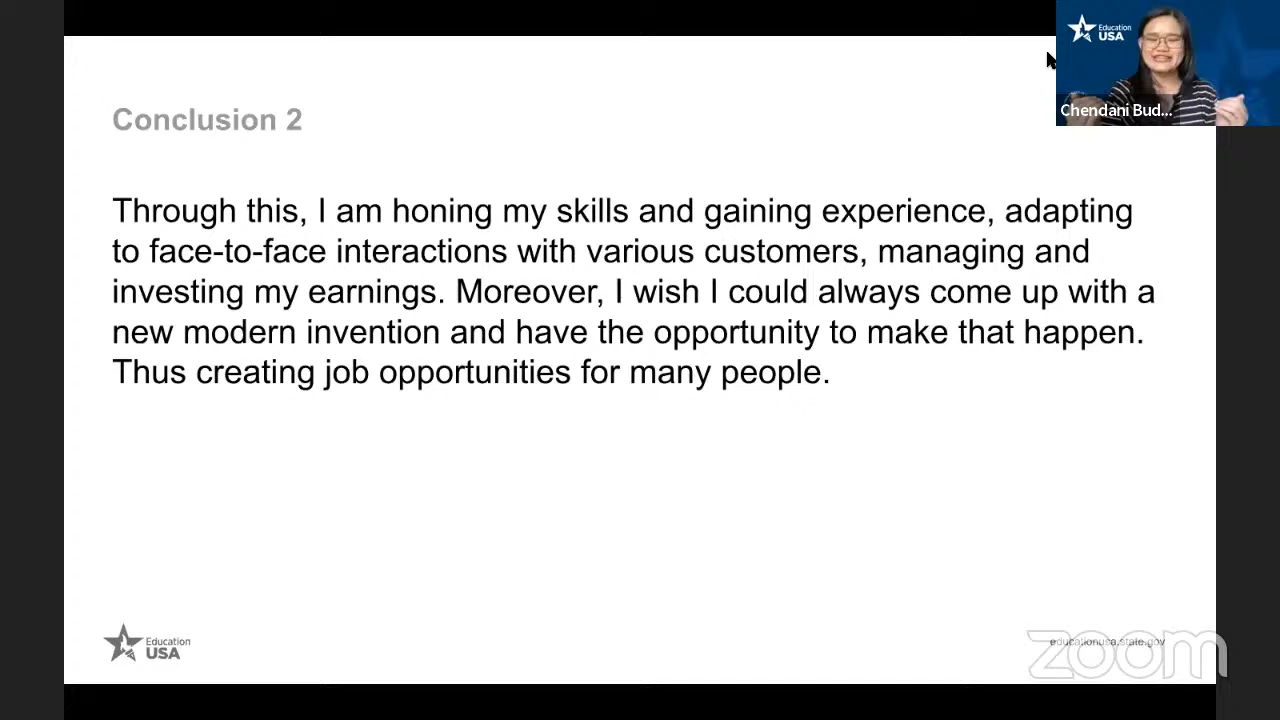 Education
USA
Chendani Bud...
Conclusion 2
Through this, I am honing my skills and gaining experience, adapting
to face-to-face interactions with various customers, managing and
investing my earnings. Moreover, I wish I could always come up with a
new modern invention and have the opportunity to make that happen.
Thus creating job opportunities for many people.
Education
USA
educationusa.state.gov
zoom